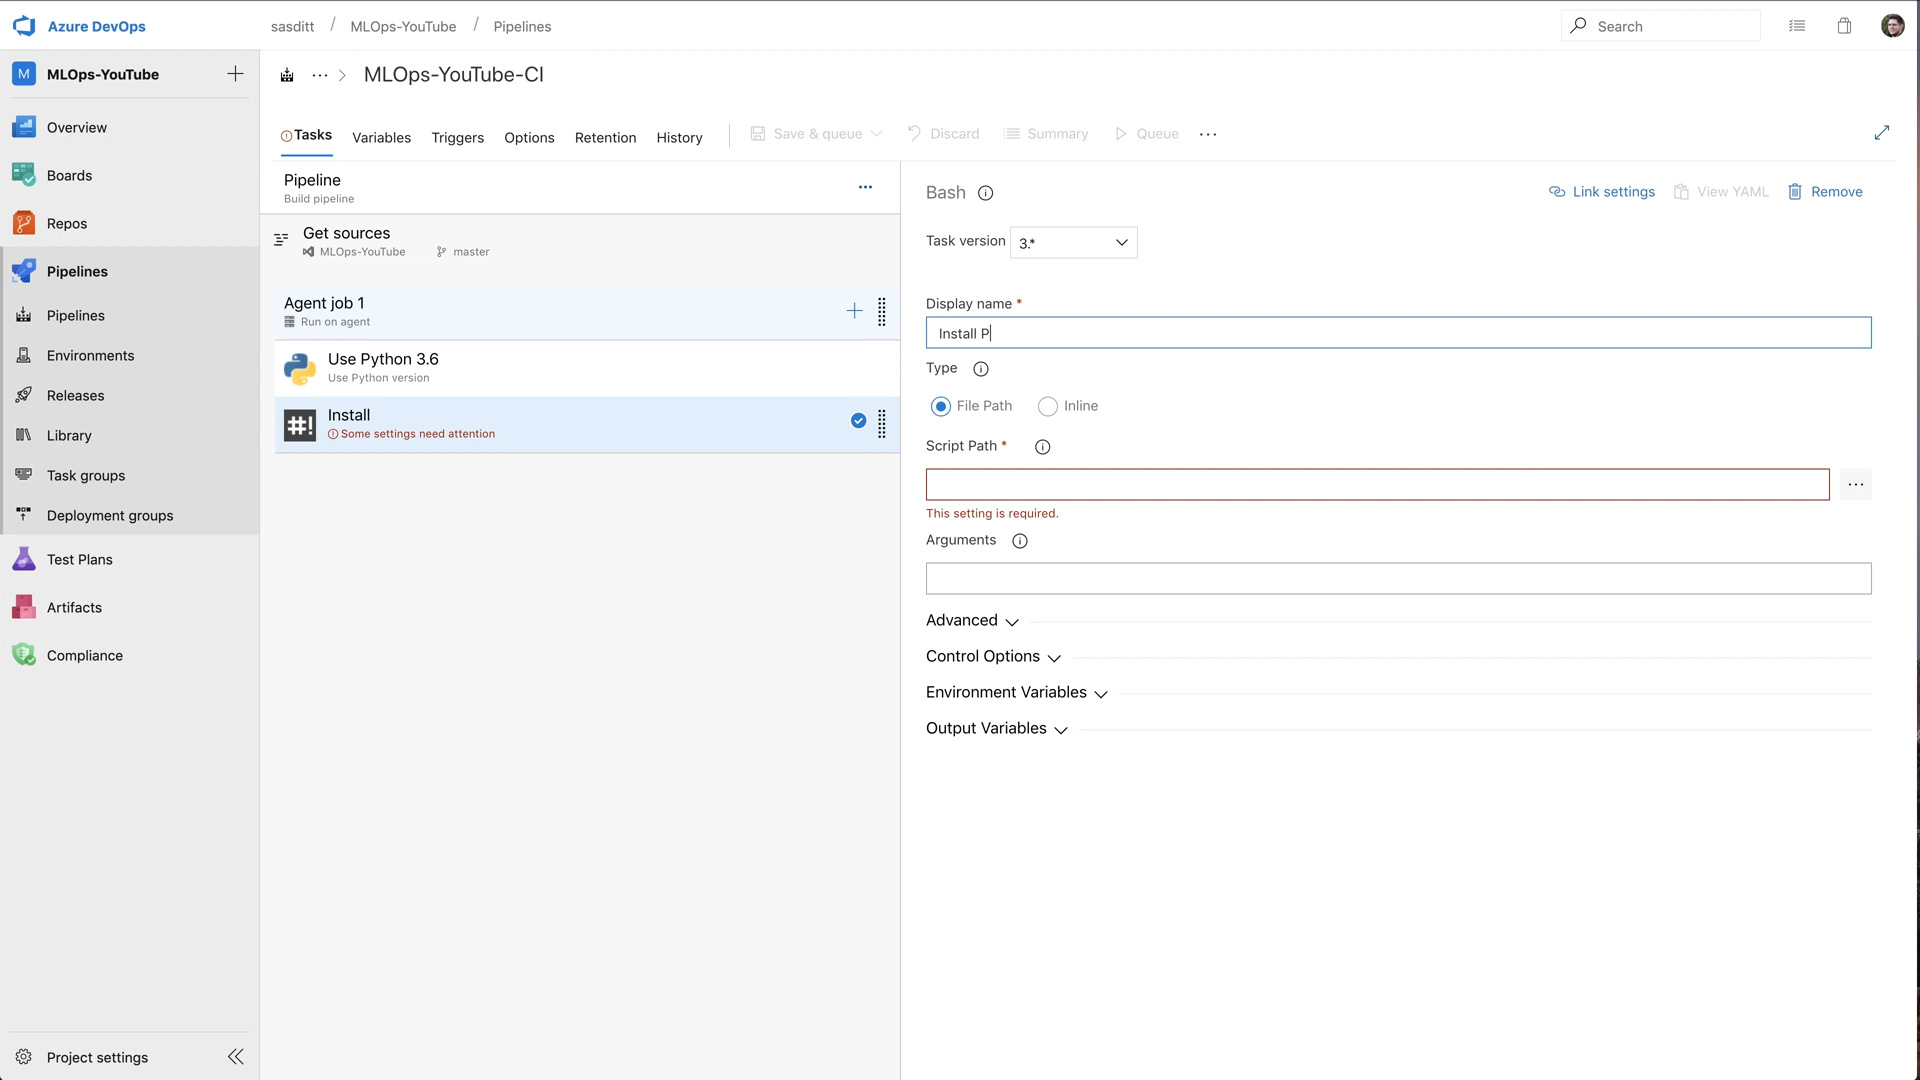 Azure DevOps
sasditt / MLOps-YouTube / Pipelines
Search
M MLOps-YouTube
MLOps-YouTube-CI
Overview
Boards
Repos
Pipelines
Pipelines
Environments
Releases
Library
Task groups
Deployment groups
Test Plans
Artifacts
Compliance
Project settings
Tasks Variables Triggers Options Retention History Save & queue Discard Summary Queue
Pipeline
Build pipeline
Get sources
MLOps-YouTube master
Agent job 1
Run on agent
Use Python 3.6
Use Python version
#! Install
Some settings need attention
Bash
Link settings View YAML Remove
Task version 3.*
Display name *
Install P
Type
File Path Inline
Script Path *
This setting is required.
Arguments
Advanced
Control Options
Environment Variables
Output Variables